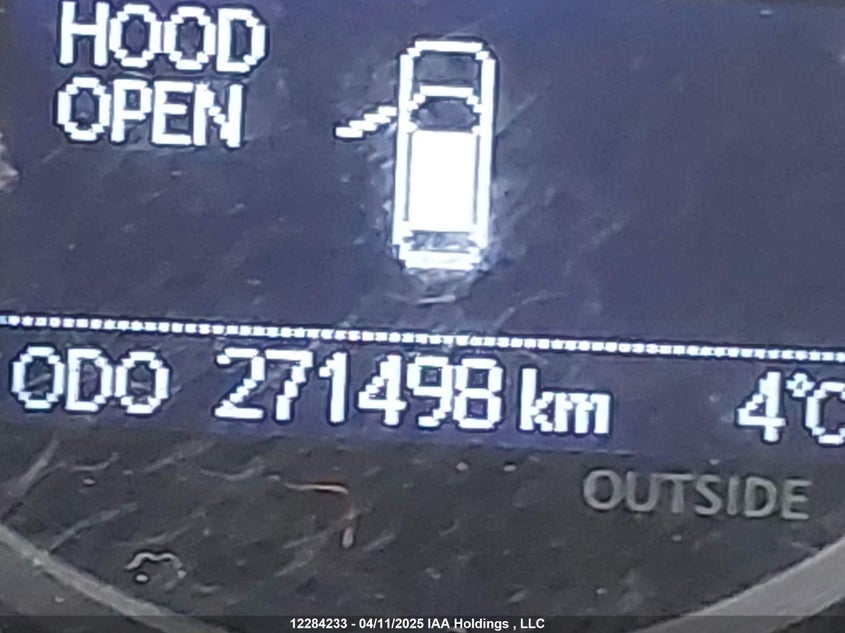 HOOD
OPEN
ODO 271498 km 4°C
OUTSIDE
12284233 - 04/11/2025 IAA Holdings , LLC